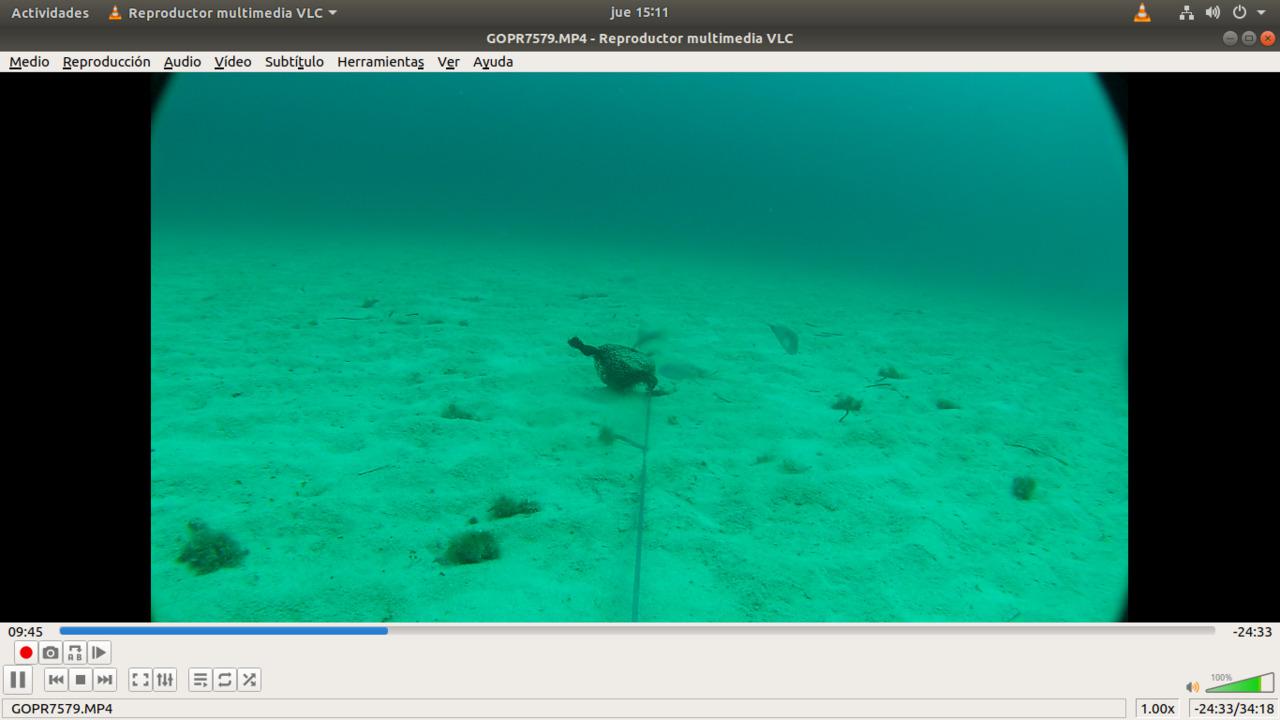 Actividades Reproductor multimedia VLC jue 15:11
GOPR7579.MP4 - Reproductor multimedia VLC
Medio Reproducción Audio Vídeo Subtítulo Herramientas Ver Ayuda
09:45 -24:33
A B
100%
GOPR7579.MP4 1.00x -24:33/34:18